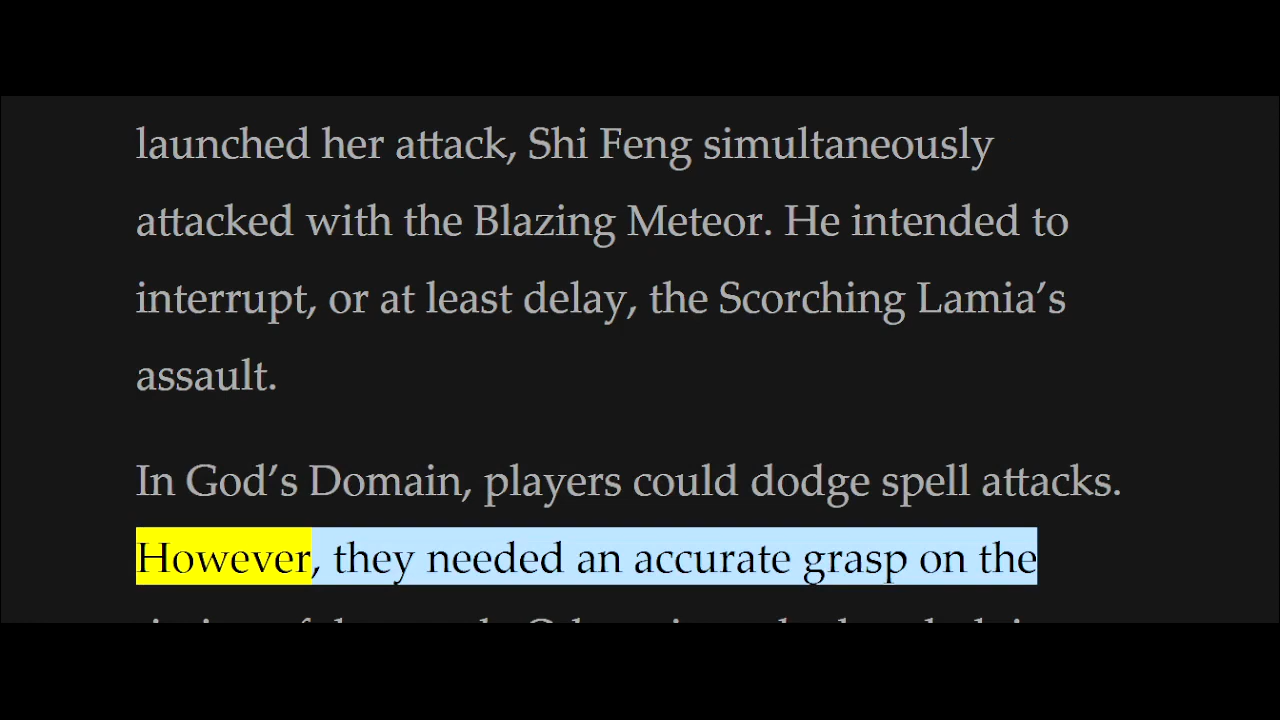 launched her attack, Shi Feng simultaneously
attacked with the Blazing Meteor. He intended to
interrupt, or at least delay, the Scorching Lamia’s
assault.
In God’s Domain, players could dodge spell attacks.
However, they needed an accurate grasp on the